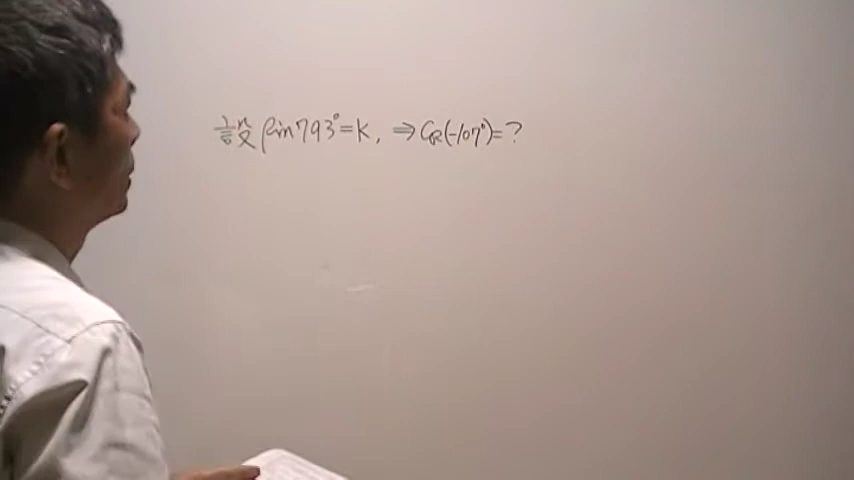 設 sin793°=K, ⇒ cos(-107°)=?